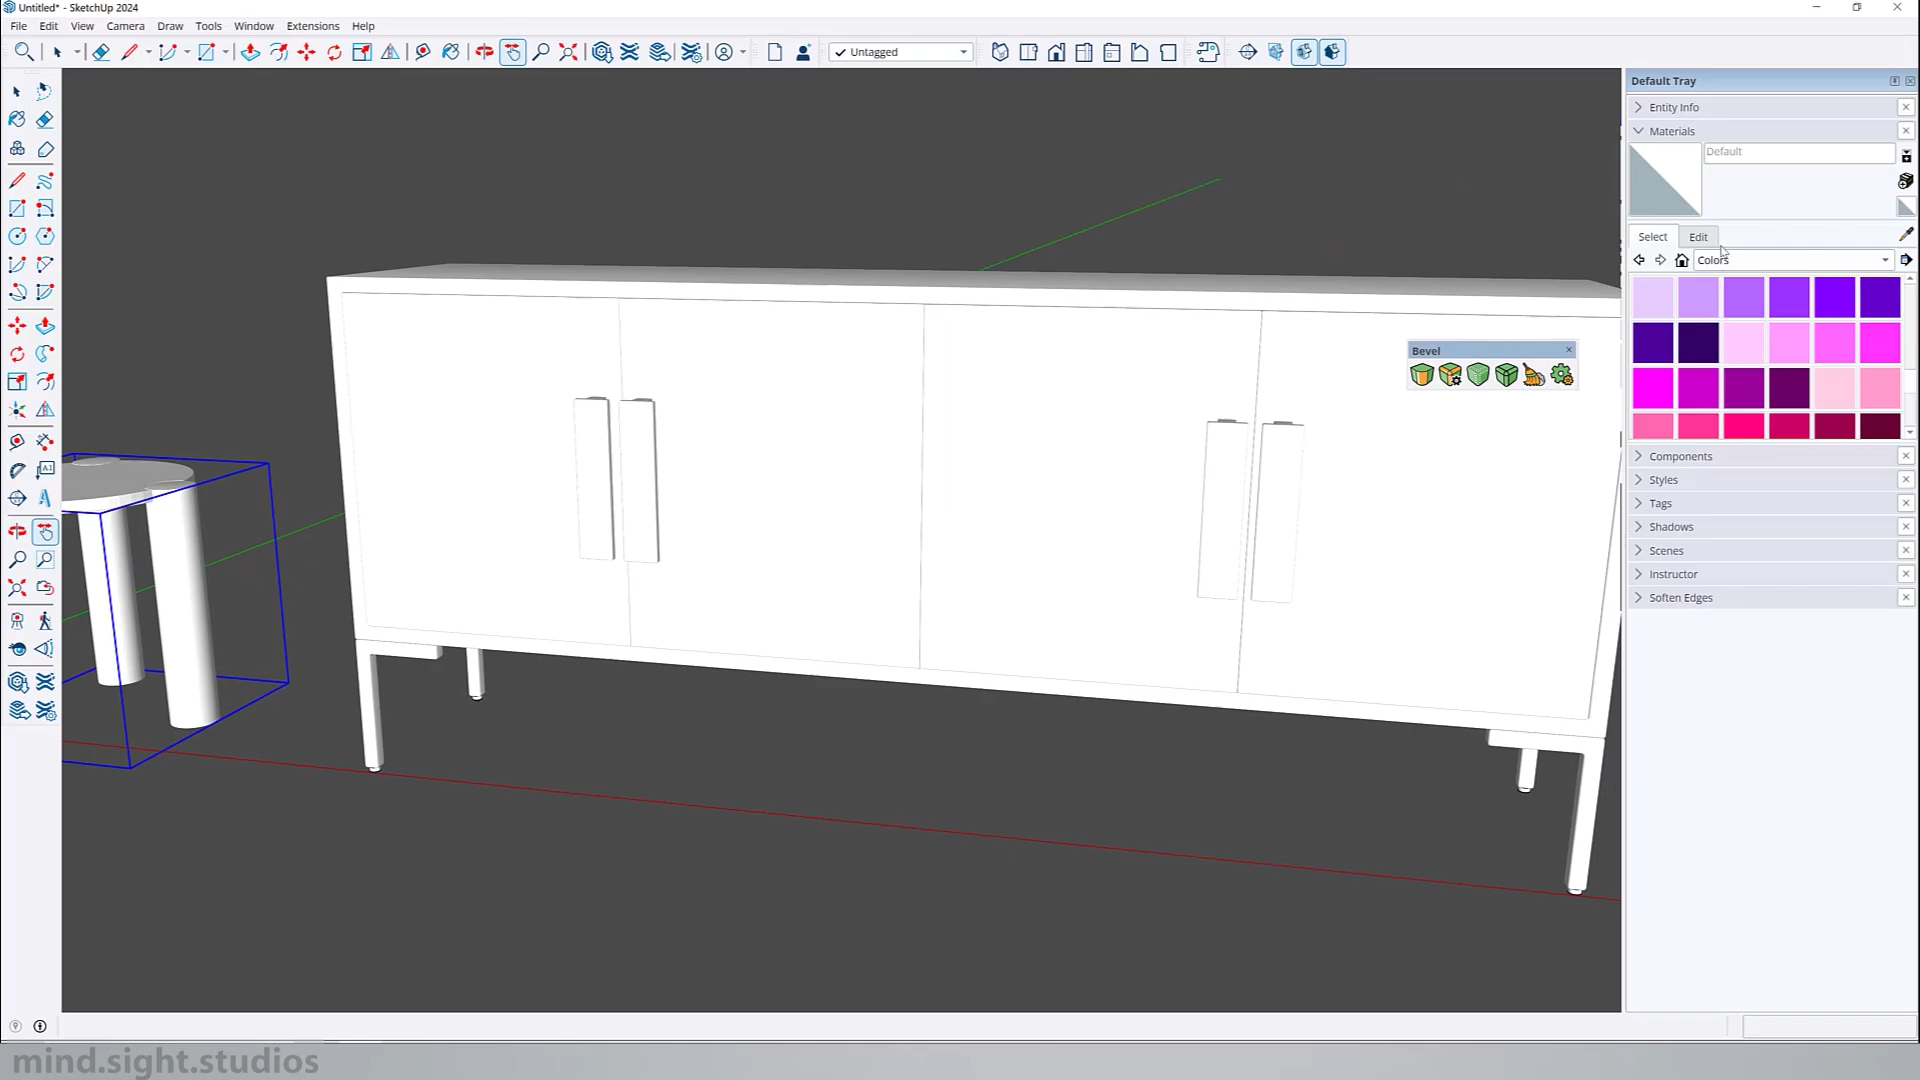 Untitled* - SketchUp 2024
File Edit View Camera Draw Tools Window Extensions Help
Untagged
Default Tray
Entity Info
Materials
Default
Select Edit
Colors
Bevel
Components
Styles
Tags
Shadows
Scenes
Instructor
Soften Edges
mind.sight.studios